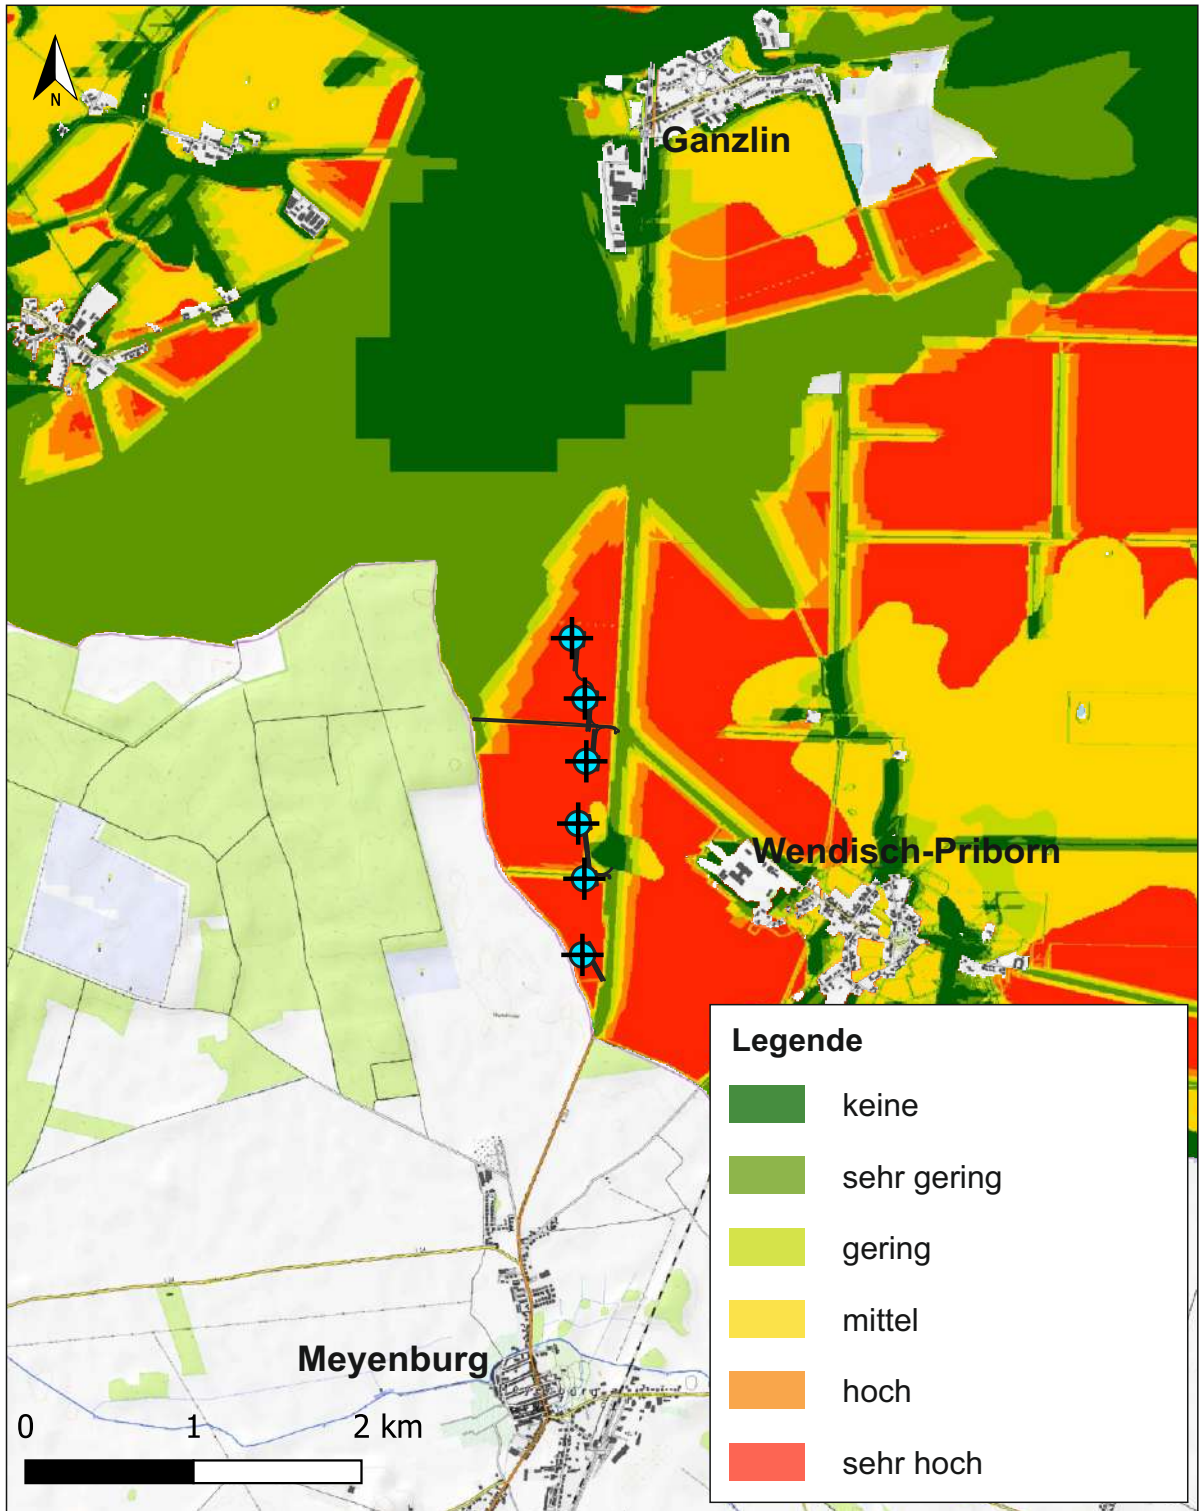 N
Ganzlin
Wendisch-Priborn
Meyenburg
0 1 2 km
Legende
keine
sehr gering
gering
mittel
hoch
sehr hoch